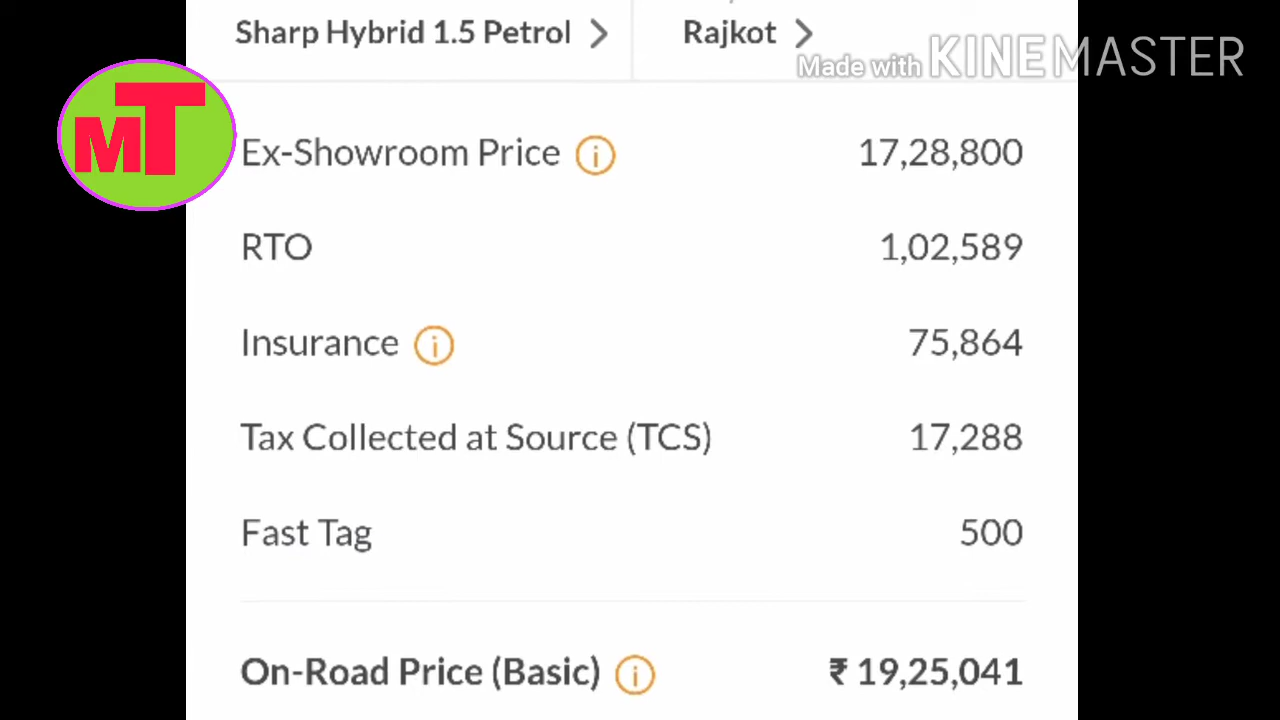 Sharp Hybrid 1.5 Petrol
Rajkot
Made with KINEMASTER
MT
Ex-Showroom Price 17,28,800
RTO 1,02,589
Insurance 75,864
Tax Collected at Source (TCS) 17,288
Fast Tag 500
On-Road Price (Basic) ₹ 19,25,041